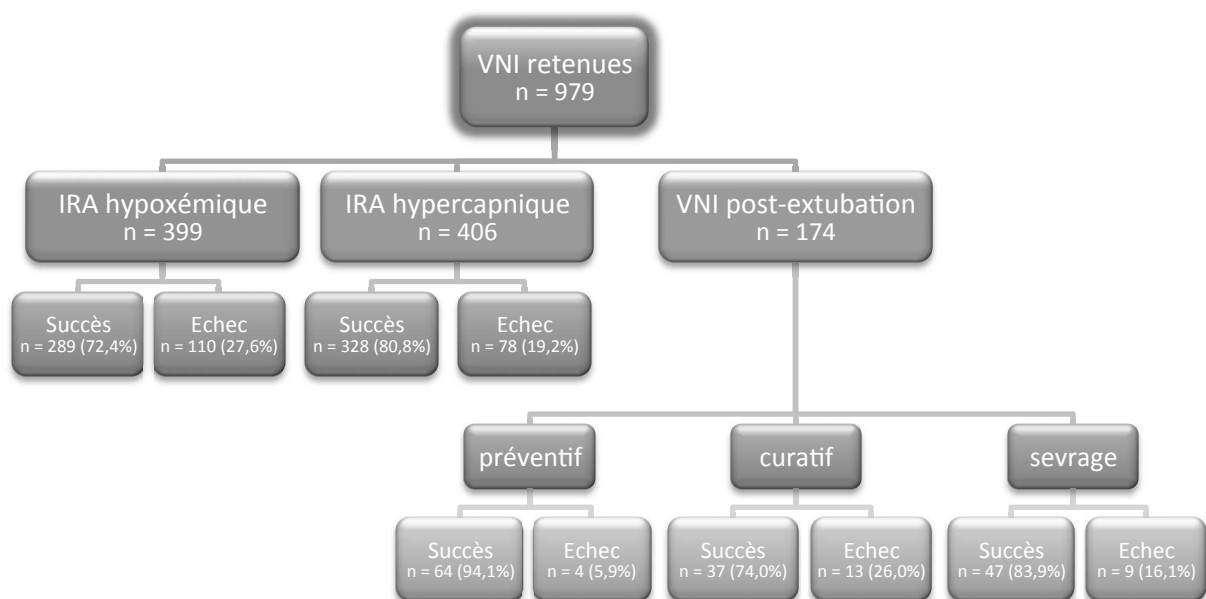 VNI retenues
n = 979
IRA hypoxémique
n = 399
IRA hypercapnique
n = 406
VNI post-extubation
n = 174
Succès
n = 289 (72,4%)
Echec
n = 110 (27,6%)
Succès
n = 328 (80,8%)
Echec
n = 78 (19,2%)
préventif
curatif
sevrage
Succès
n = 64 (94,1%)
Echec
n = 4 (5,9%)
Succès
n = 37 (74,0%)
Echec
n = 13 (26,0%)
Succès
n = 47 (83,9%)
Echec
n = 9 (16,1%)